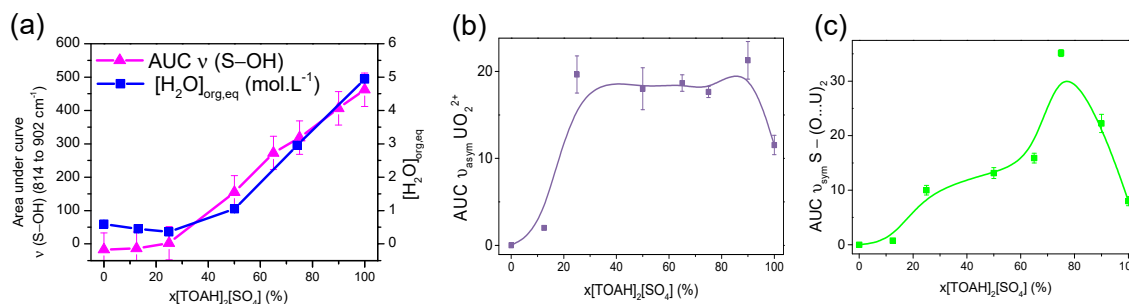 (a)
600
500
400
300
200
100
0
Area under curve
ν (S–OH) (814 to 902 cm⁻¹)
AUC ν (S–OH)
[H₂O]org,eq (mol.L⁻¹)
6
5
4
3
2
1
0
[H₂O]org,eq
0 20 40 60 80 100
x[TOAH]₂[SO₄] (%)
(b)
AUC υasym UO₂²⁺
20
10
0
0 20 40 60 80 100
x[TOAH]₂[SO₄] (%)
(c)
AUC υsym S – (O...U)₂
30
20
10
0
0 20 40 60 80 100
x[TOAH]₂[SO₄] (%)